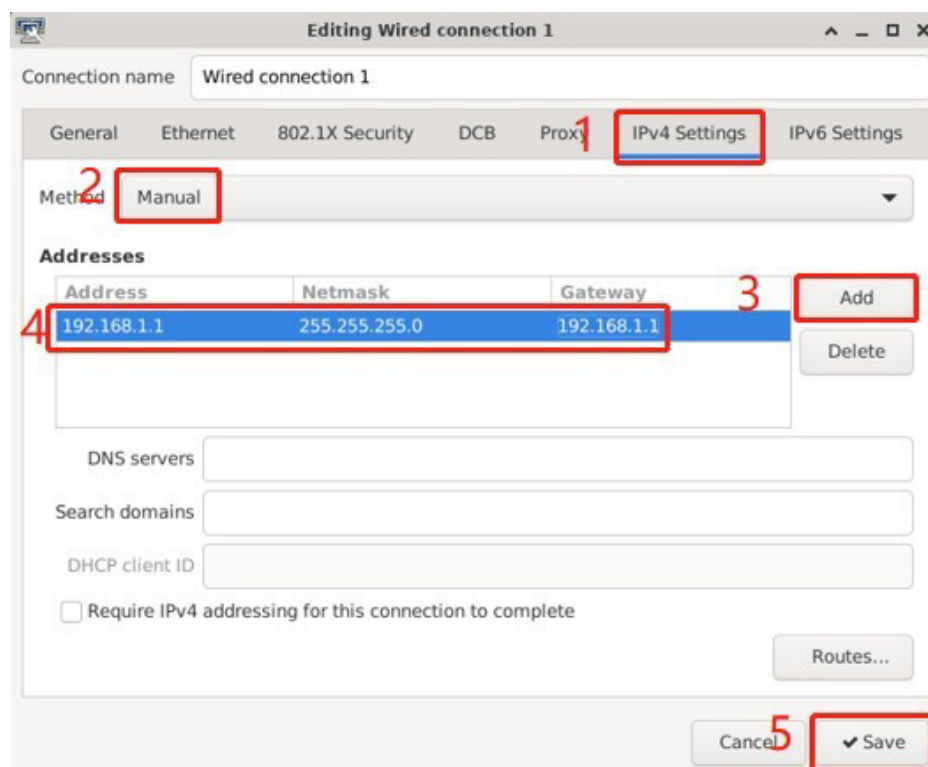 Editing Wired connection 1
Connection name Wired connection 1
General Ethernet 802.1X Security DCB Proxy 1 IPv4 Settings IPv6 Settings
2
Method Manual
Addresses
Address Netmask Gateway 3 Add
4 192.168.1.1 255.255.255.0 192.168.1.1
Delete
DNS servers
Search domains
DHCP client ID
Require IPv4 addressing for this connection to complete
Routes...
Cancel 5 Save